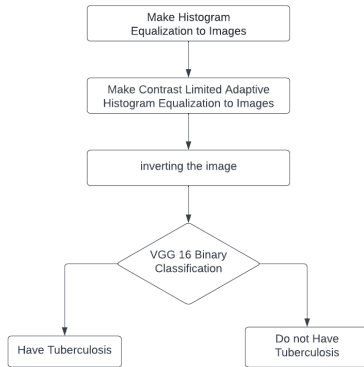 Make Histogram
Equalization to Images
Make Contrast Limited Adaptive
Histogram Equalization to Images
inverting the image
VGG 16 Binary
Classification
Have Tuberculosis
Do not Have
Tuberculosis